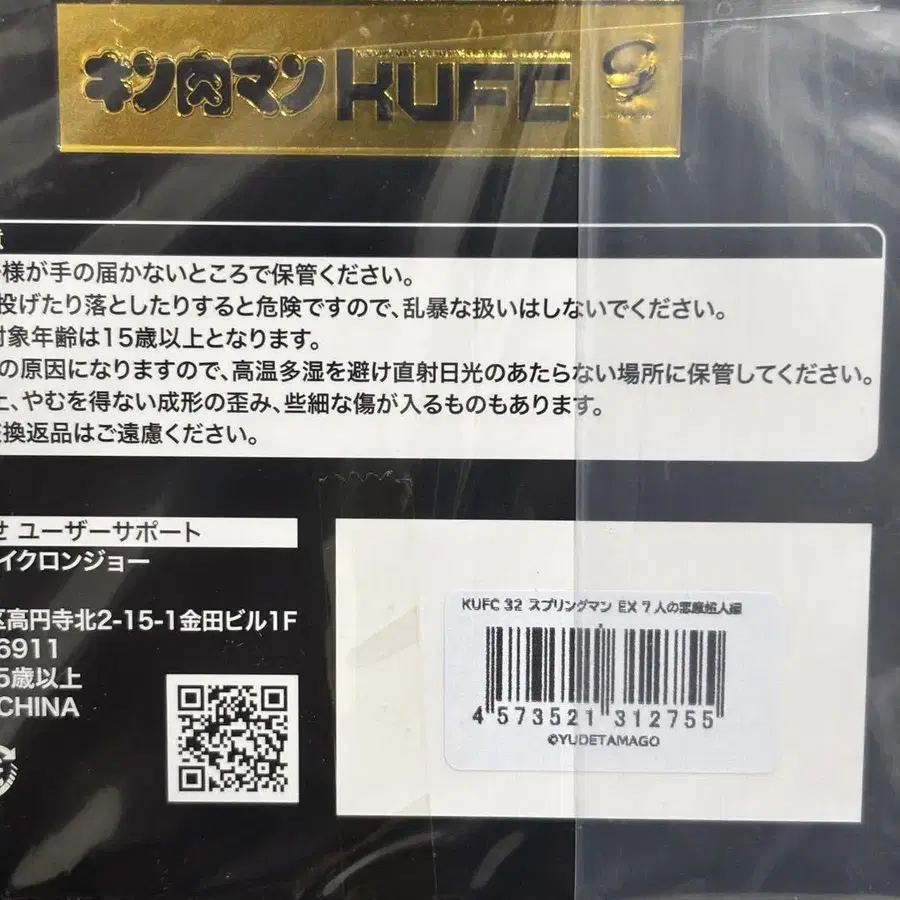 キン肉マン KUFC
様が手の届かないところで保管ください。
投げたり落としたりすると危険ですので、乱暴な扱いはしないでください。
対象年齢は15歳以上となります。
の原因になりますので、高温多湿を避け直射日光のあたらない場所に保管してください。
上、やむを得ない成形の歪み、些細な傷が入るものもあります。
交換返品はご遠慮ください。
せ ユーザーサポート
イクロンジョー
区高円寺北2-15-1金田ビル1F
6911
5歳以上
CHINA
KUFC 32 スプリングマン EX 7人の悪魔超人編
4 573521 312755
©YUDETAMAGO